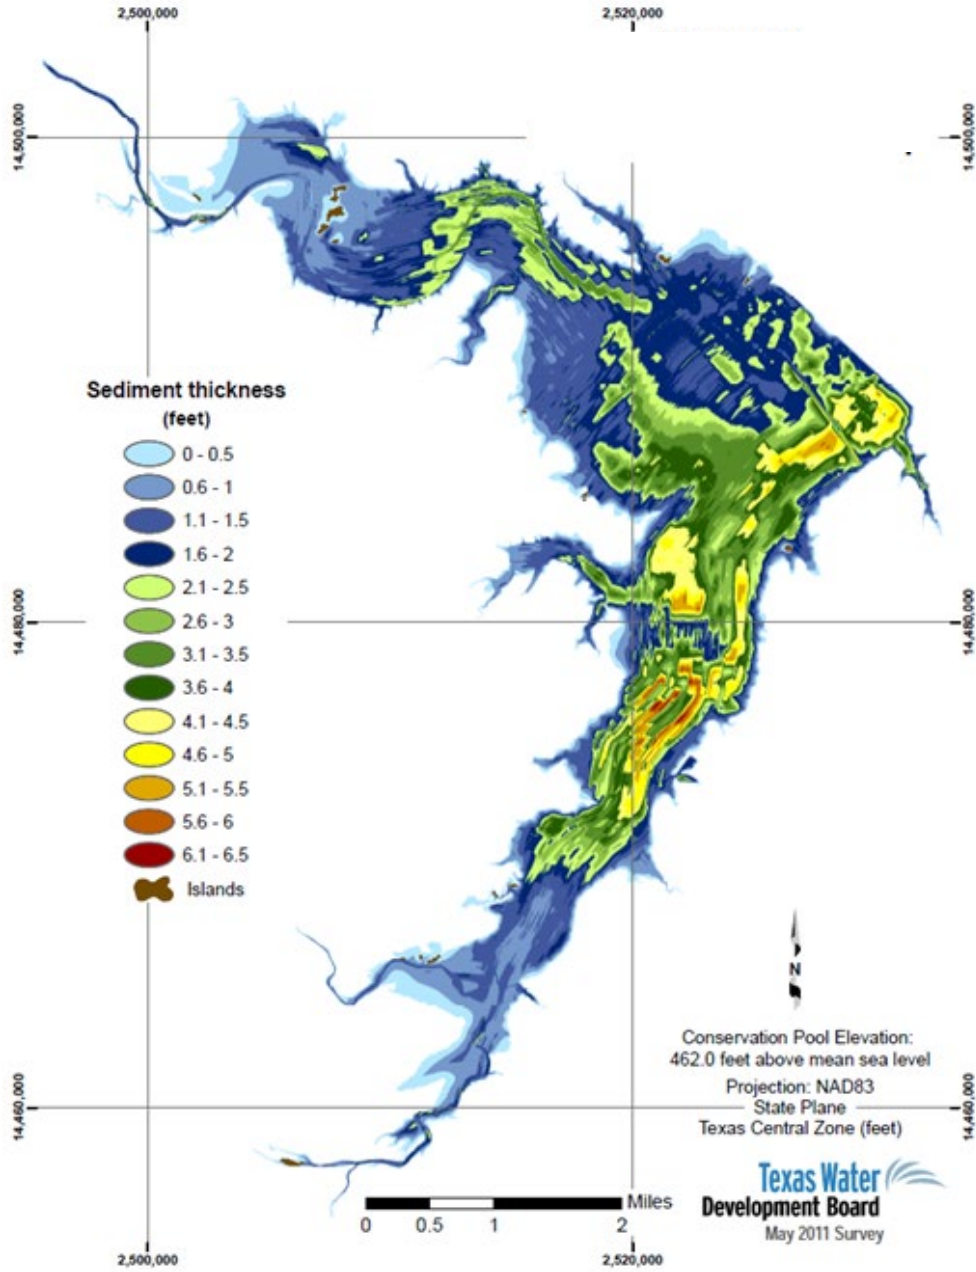 2,500,000
2,520,000
14,500,000
14,500,000
Sediment thickness
(feet)
0 - 0.5
0.6 - 1
1.1 - 1.5
1.6 - 2
2.1 - 2.5
2.6 - 3
3.1 - 3.5
3.6 - 4
4.1 - 4.5
4.6 - 5
5.1 - 5.5
5.6 - 6
6.1 - 6.5
Islands
14,480,000
14,480,000
N
Conservation Pool Elevation:
462.0 feet above mean sea level
Projection: NAD83
State Plane
Texas Central Zone (feet)
14,460,000
14,460,000
Texas Water
Development Board
May 2011 Survey
Miles
0 0.5 1 2
2,500,000
2,520,000